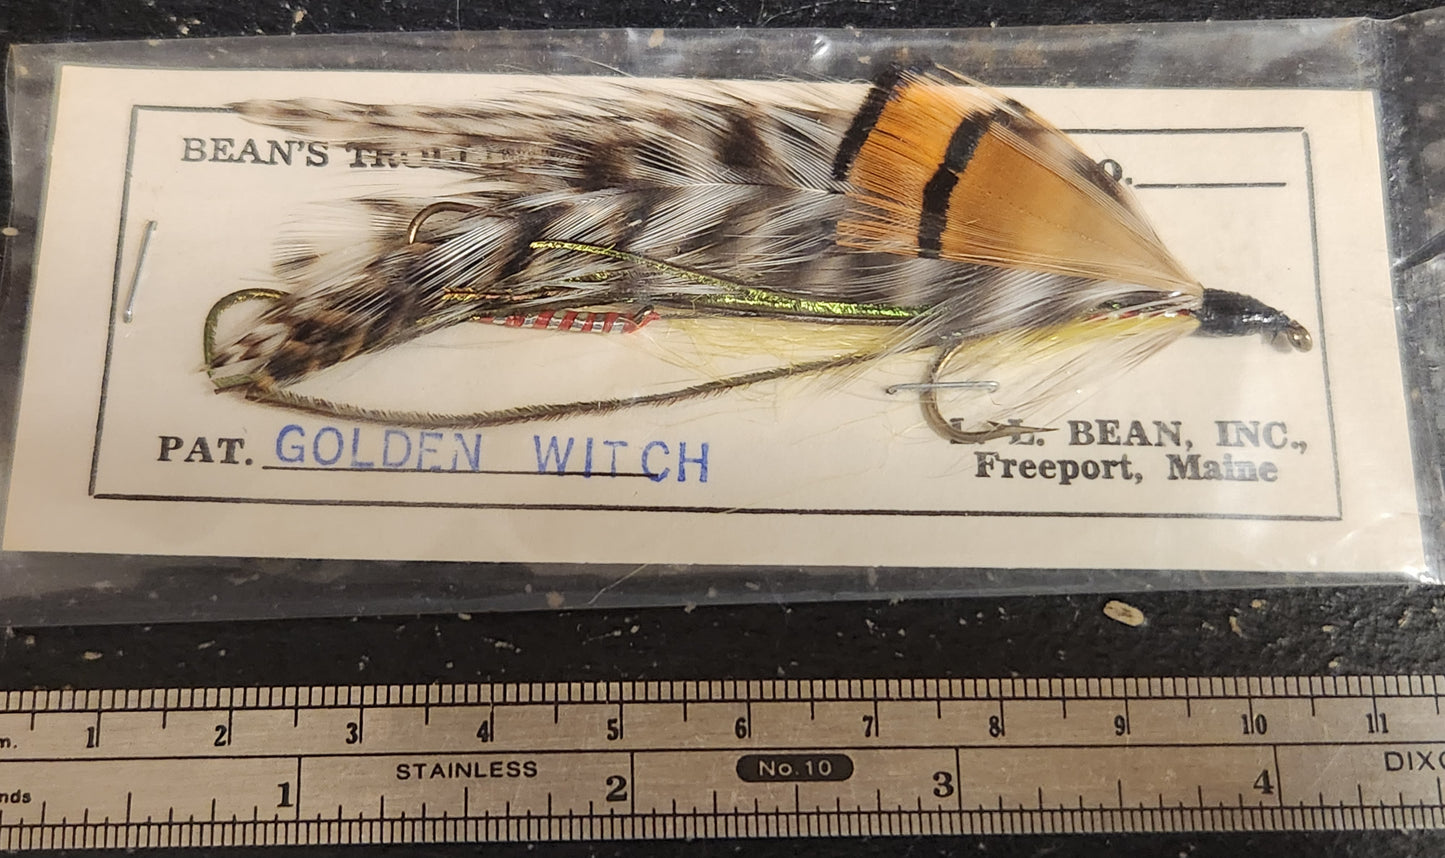 BEAN'S
O.
PAT. GOLDEN WITCH
L. L. BEAN, INC.,
Freeport, Maine
1 2 3 4 5 6 7 8 9 10 11
STAINLESS No.10 DIXO
1 2 3 4